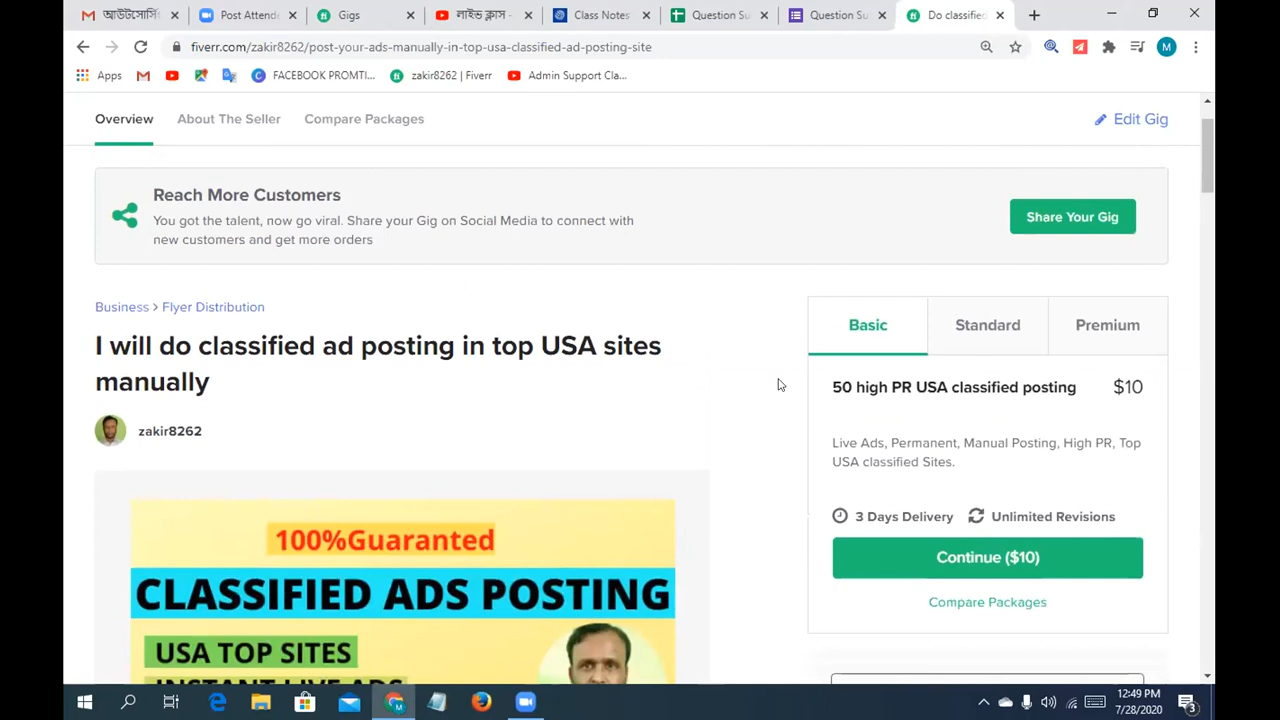 আউটসোর্সিং
Post Attende
Gigs
লাইভ ক্লাস -
Class Notes
Question Su
Question Su
Do classified
fiverr.com/zakir8262/post-your-ads-manually-in-top-usa-classified-ad-posting-site
M
Apps
FACEBOOK PROMTI...
zakir8262 | Fiverr
Admin Support Cla...
Overview
About The Seller
Compare Packages
Edit Gig
Reach More Customers
You got the talent, now go viral. Share your Gig on Social Media to connect with
new customers and get more orders
Share Your Gig
Business > Flyer Distribution
I will do classified ad posting in top USA sites
manually
zakir8262
Basic
Standard
Premium
50 high PR USA classified posting $10
Live Ads, Permanent, Manual Posting, High PR, Top
USA classified Sites.
3 Days Delivery
Unlimited Revisions
Continue ($10)
Compare Packages
100%Guaranted
CLASSIFIED ADS POSTING
USA TOP SITES
INSTANT LIVE ADS
12:49 PM
7/28/2020
3